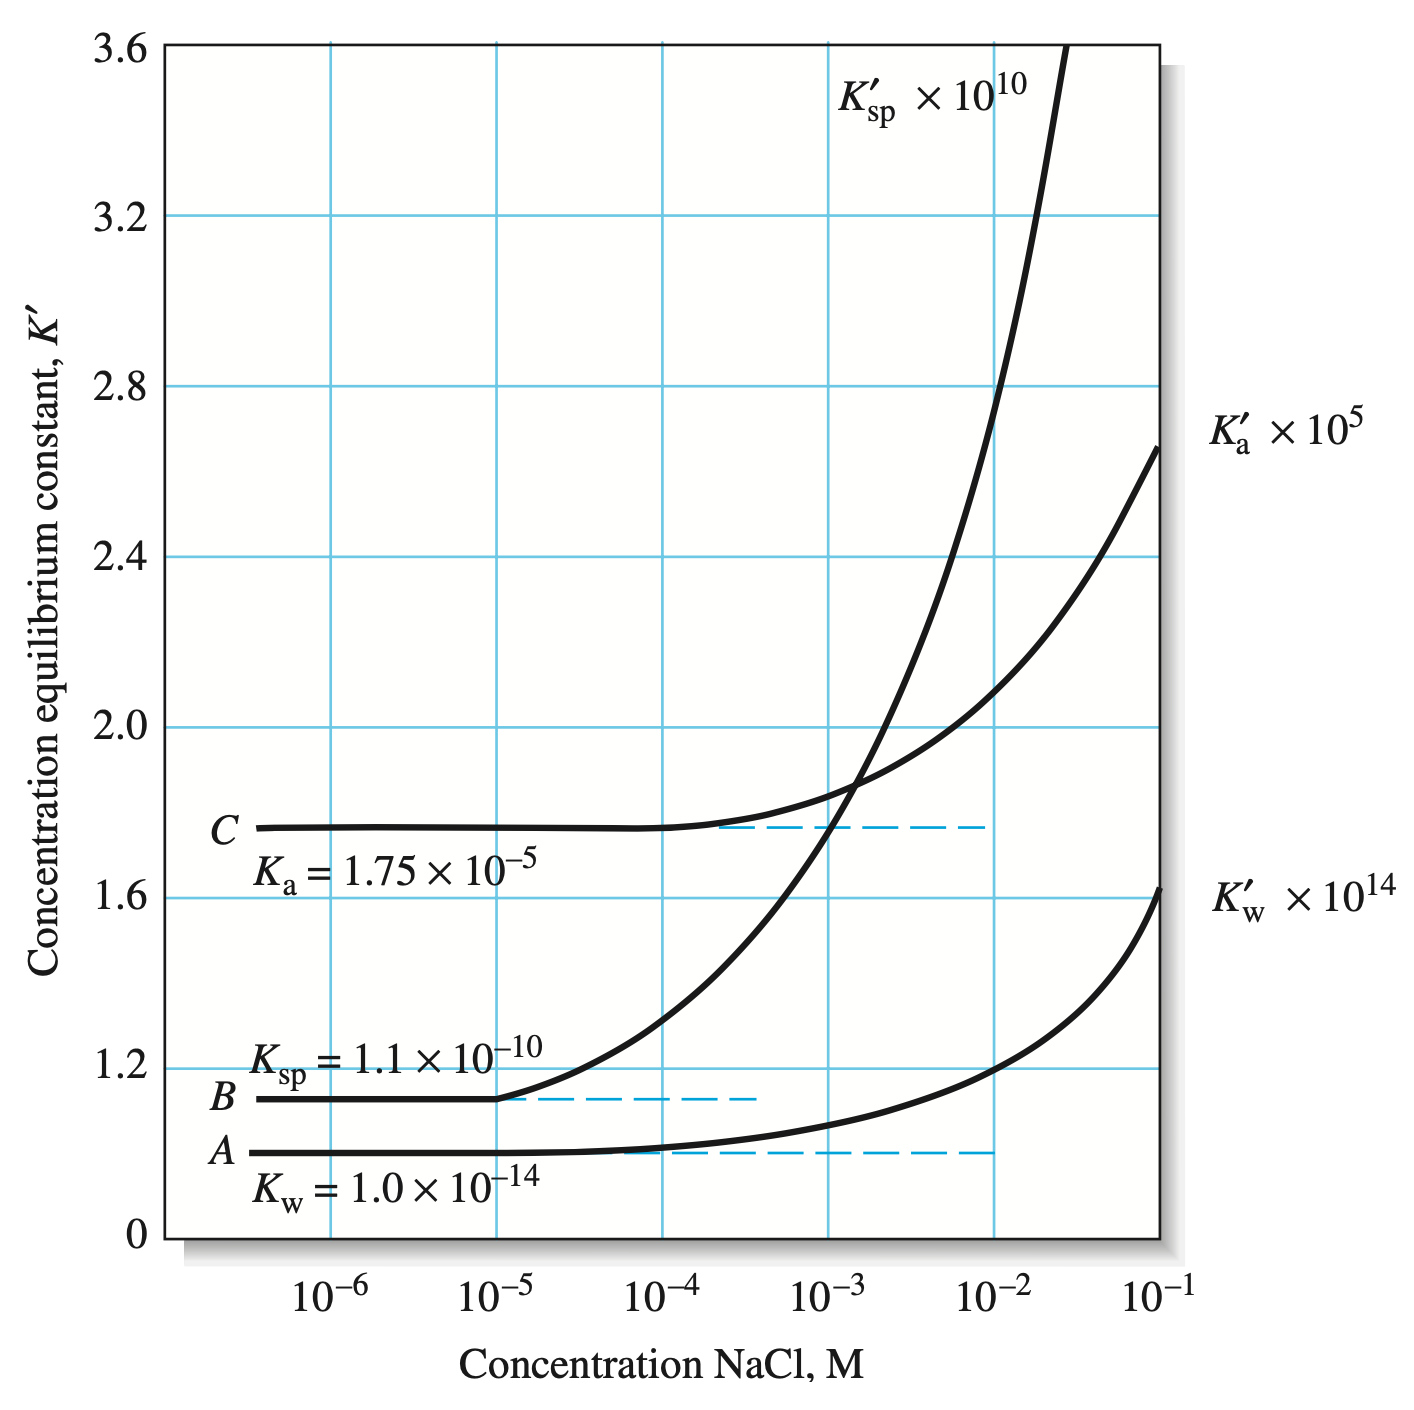 3.6
K′sp × 10¹⁰
3.2
2.8
K′a × 10⁵
2.4
2.0
C
Ka = 1.75 × 10⁻⁵
1.6
K′w × 10¹⁴
Ksp = 1.1 × 10⁻¹⁰
1.2
B
A
Kw = 1.0 × 10⁻¹⁴
0
10⁻⁶ 10⁻⁵ 10⁻⁴ 10⁻³ 10⁻² 10⁻¹
Concentration NaCl, M
Concentration equilibrium constant, K′